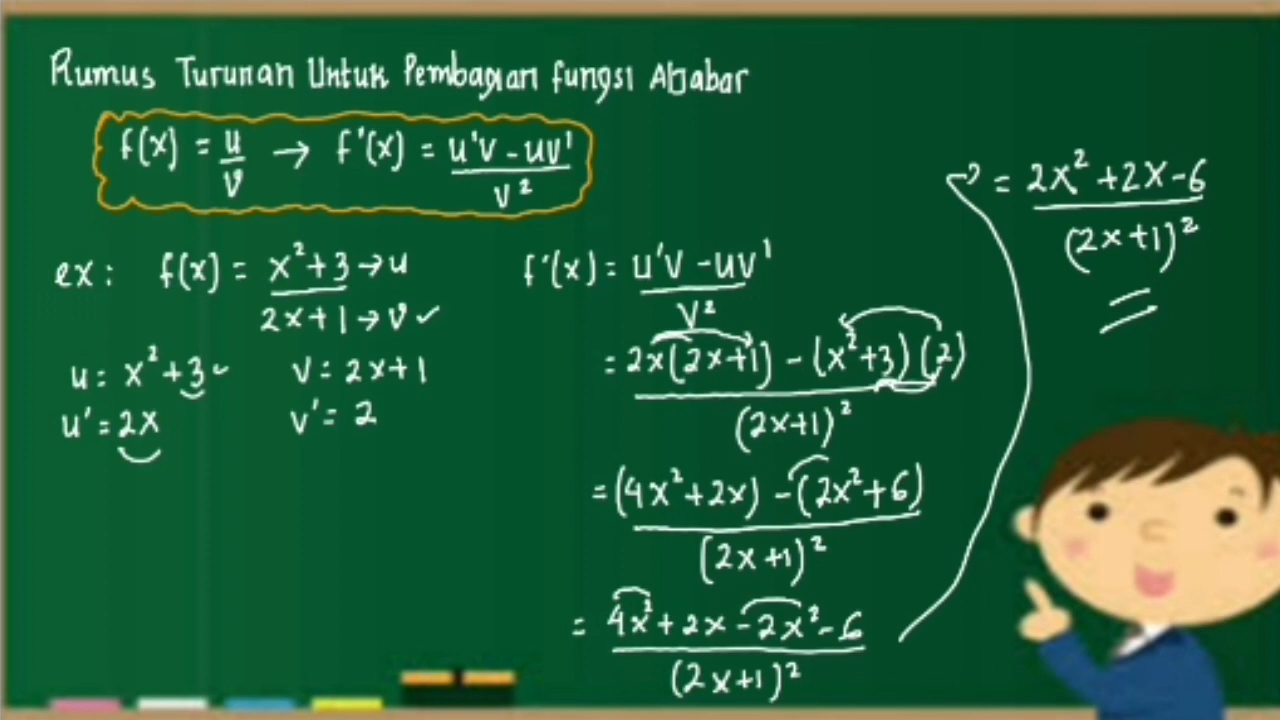 Rumus Turunan Untuk Pembagian fungsi Aljabar
f(x) = u/v → f'(x) = u'v - uv'/v²
ex : f(x) = x²+3 → u
2x+1 → v ✓
u = x²+3
u' = 2x
v = 2x+1
v' = 2
f'(x) = u'v - uv'/v²
= 2x(2x+1) - (x²+3)(2)/(2x+1)²
= (4x²+2x) - (2x²+6)/(2x+1)²
= 4x²+2x-2x²-6/(2x+1)²
= 2x²+2x-6/(2x+1)²